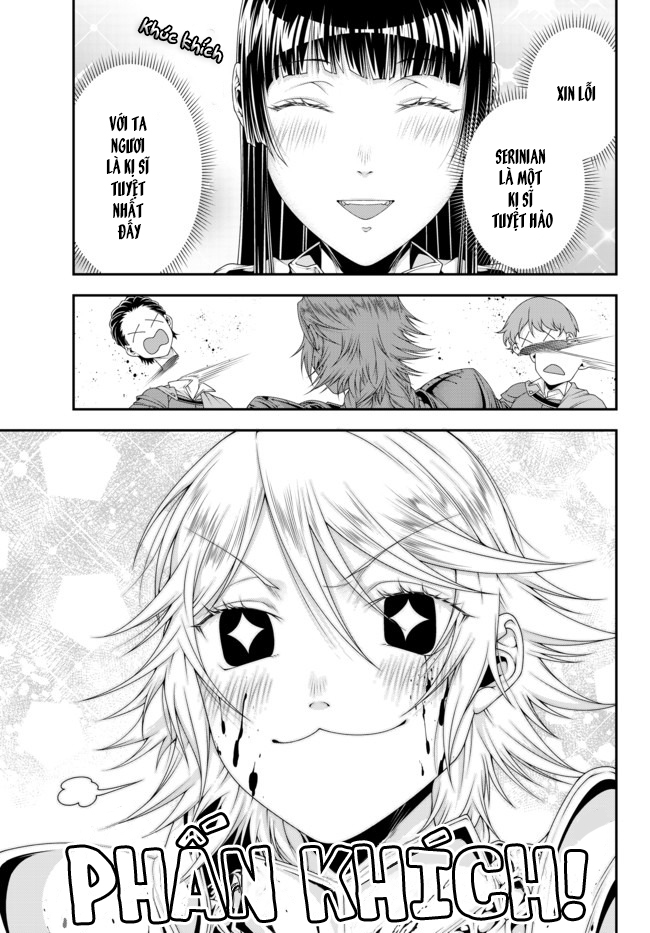 XIN LỖI
SERINIAN
LÀ MỘT
KỊ SĨ
TUYỆT HẢO
Khúc khích
VỚI TA
NGƯƠI
LÀ KỊ SĨ
TUYỆT
NHẤT
ĐẤY
PHẤN KHÍCH!